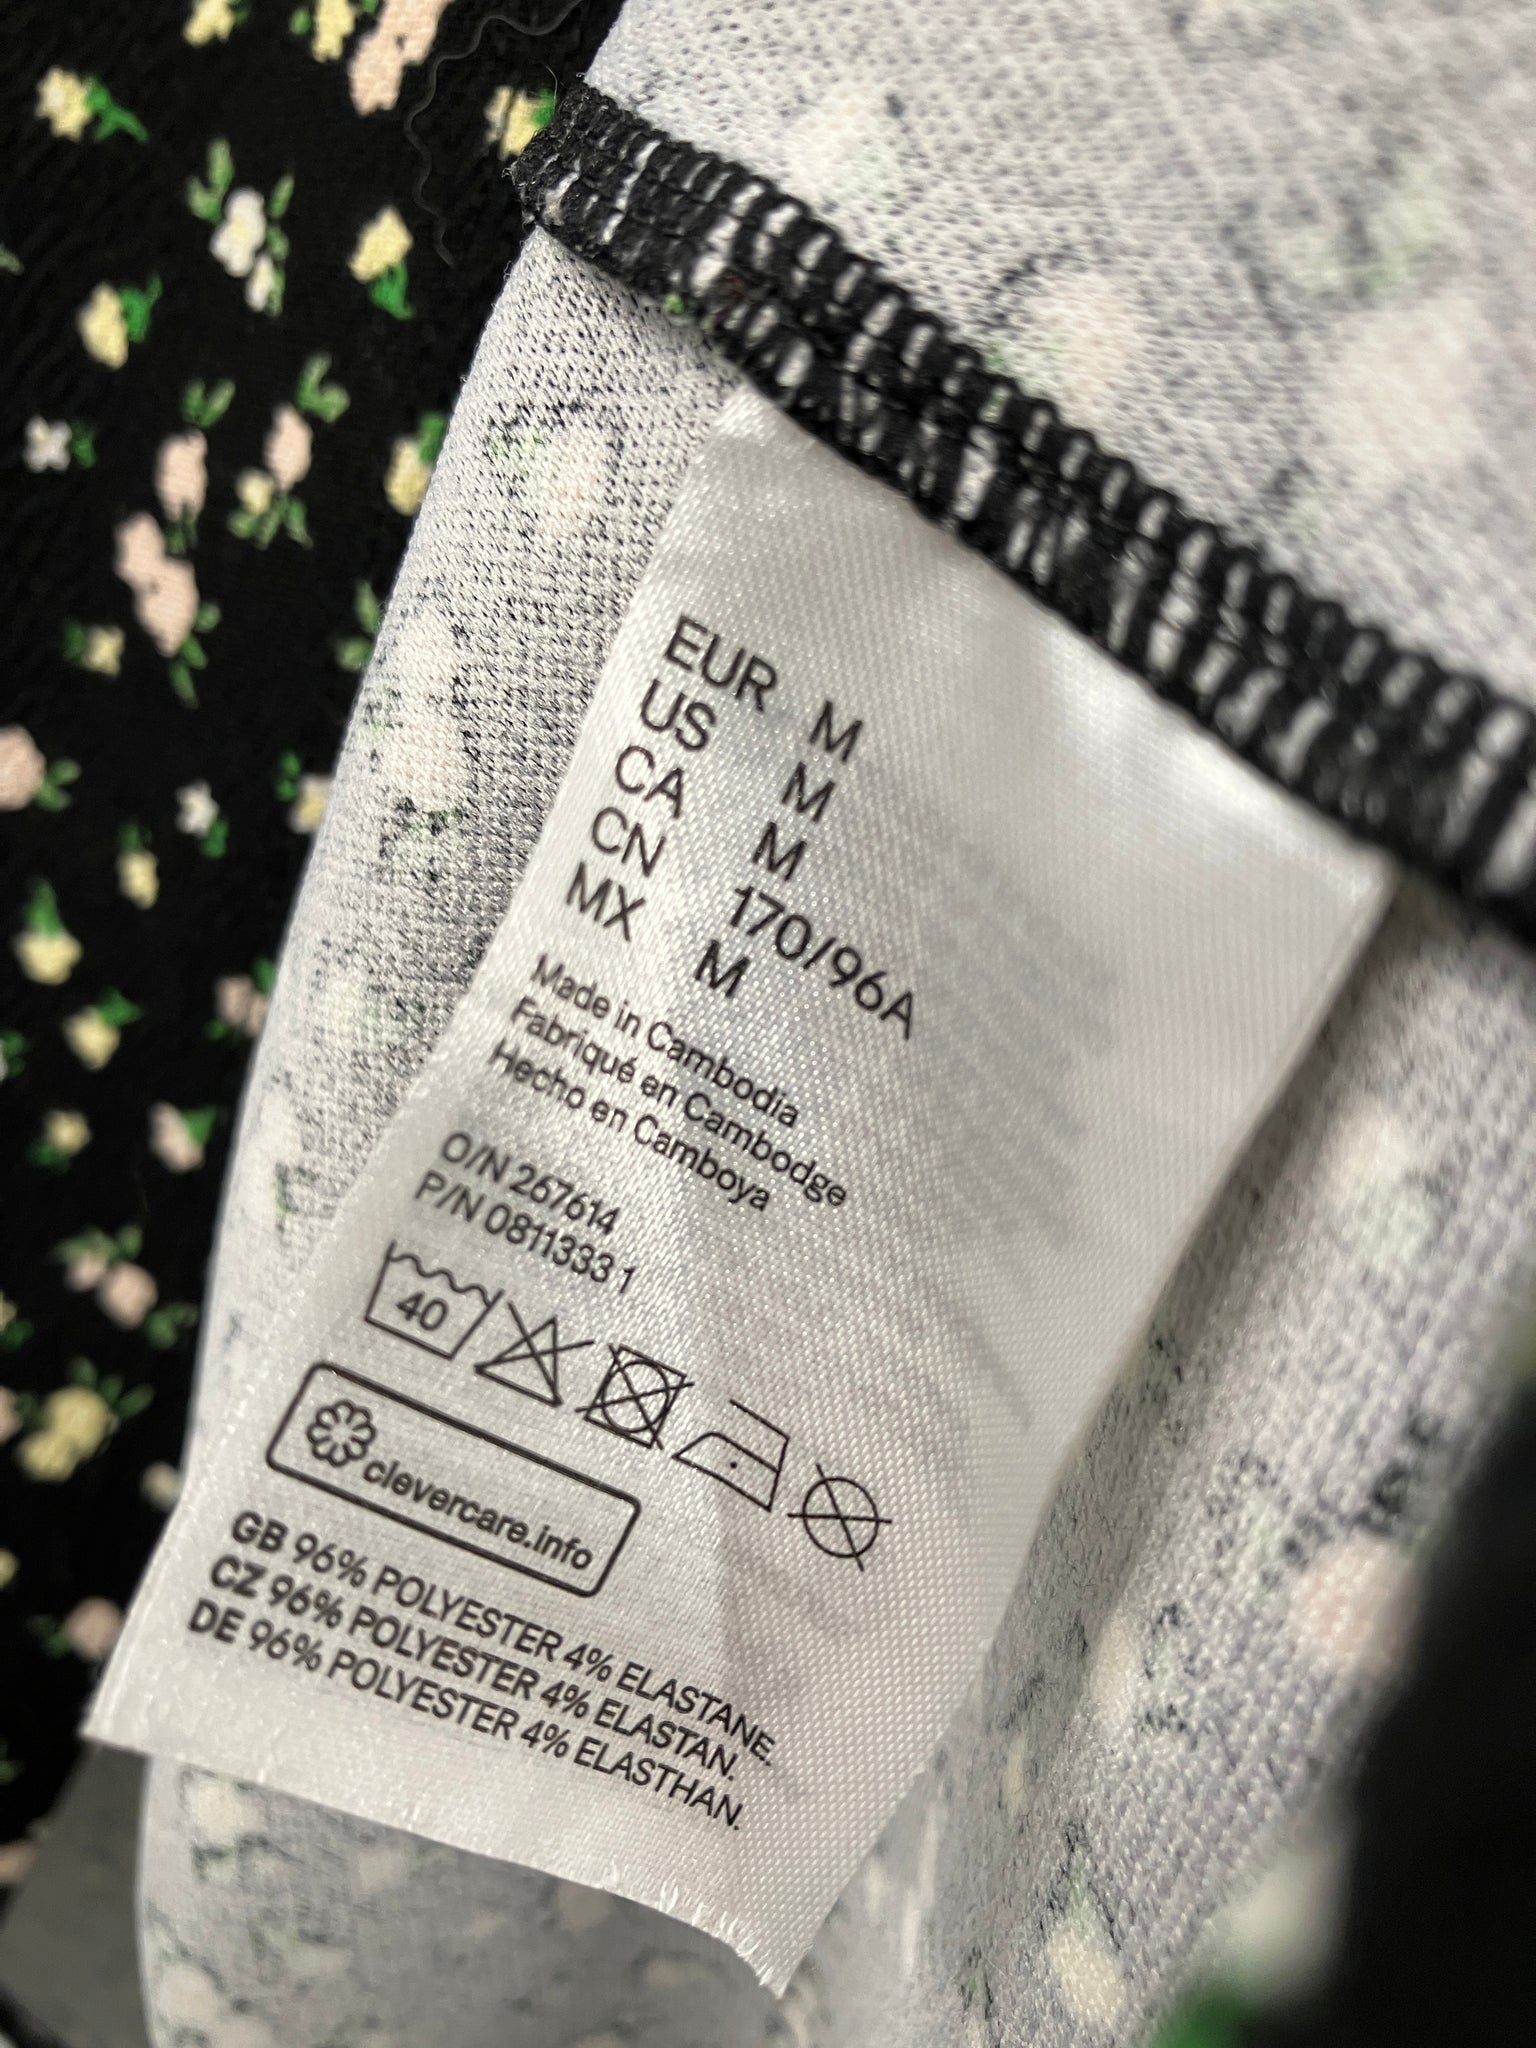 EUR M
US M
CA M
CN 170/96A
MX M
Made in Cambodia
Fabriqué en Cambodge
Hecho en Camboya
O/N 267614
P/N 0811333 1
40
clevercare.info
GB 96% POLYESTER 4% ELASTANE.
CZ 96% POLYESTER 4% ELASTAN.
DE 96% POLYESTER 4% ELASTHAN.